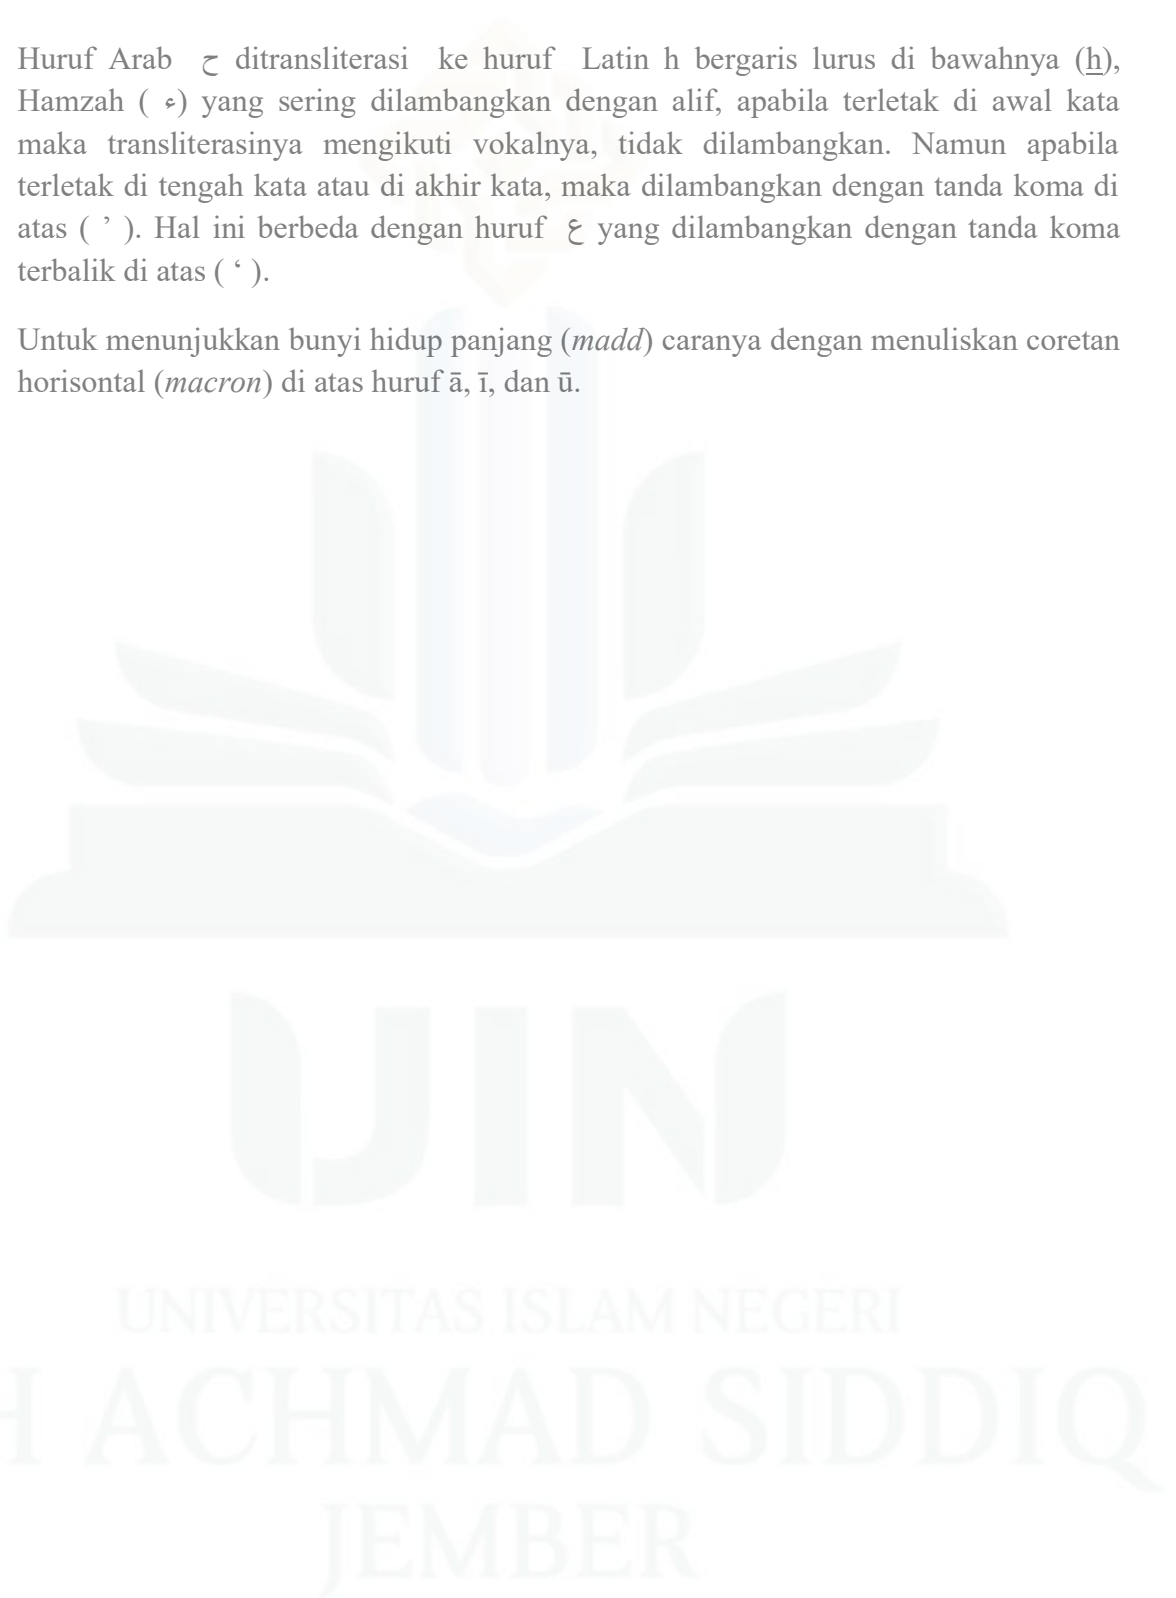 Huruf Arab ح ditransliterasi ke huruf Latin h bergaris lurus di bawahnya (h̲),
Hamzah ( ء) yang sering dilambangkan dengan alif, apabila terletak di awal kata
maka transliterasinya mengikuti vokalnya, tidak dilambangkan. Namun apabila
terletak di tengah kata atau di akhir kata, maka dilambangkan dengan tanda koma di
atas ( ’ ). Hal ini berbeda dengan huruf ع yang dilambangkan dengan tanda koma
terbalik di atas ( ‘ ).
Untuk menunjukkan bunyi hidup panjang (madd) caranya dengan menuliskan coretan
horisontal (macron) di atas huruf ā, ī, dan ū.
UIN
UNIVERSITAS ISLAM NEGERI
H ACHMAD SIDDIQ
JEMBER